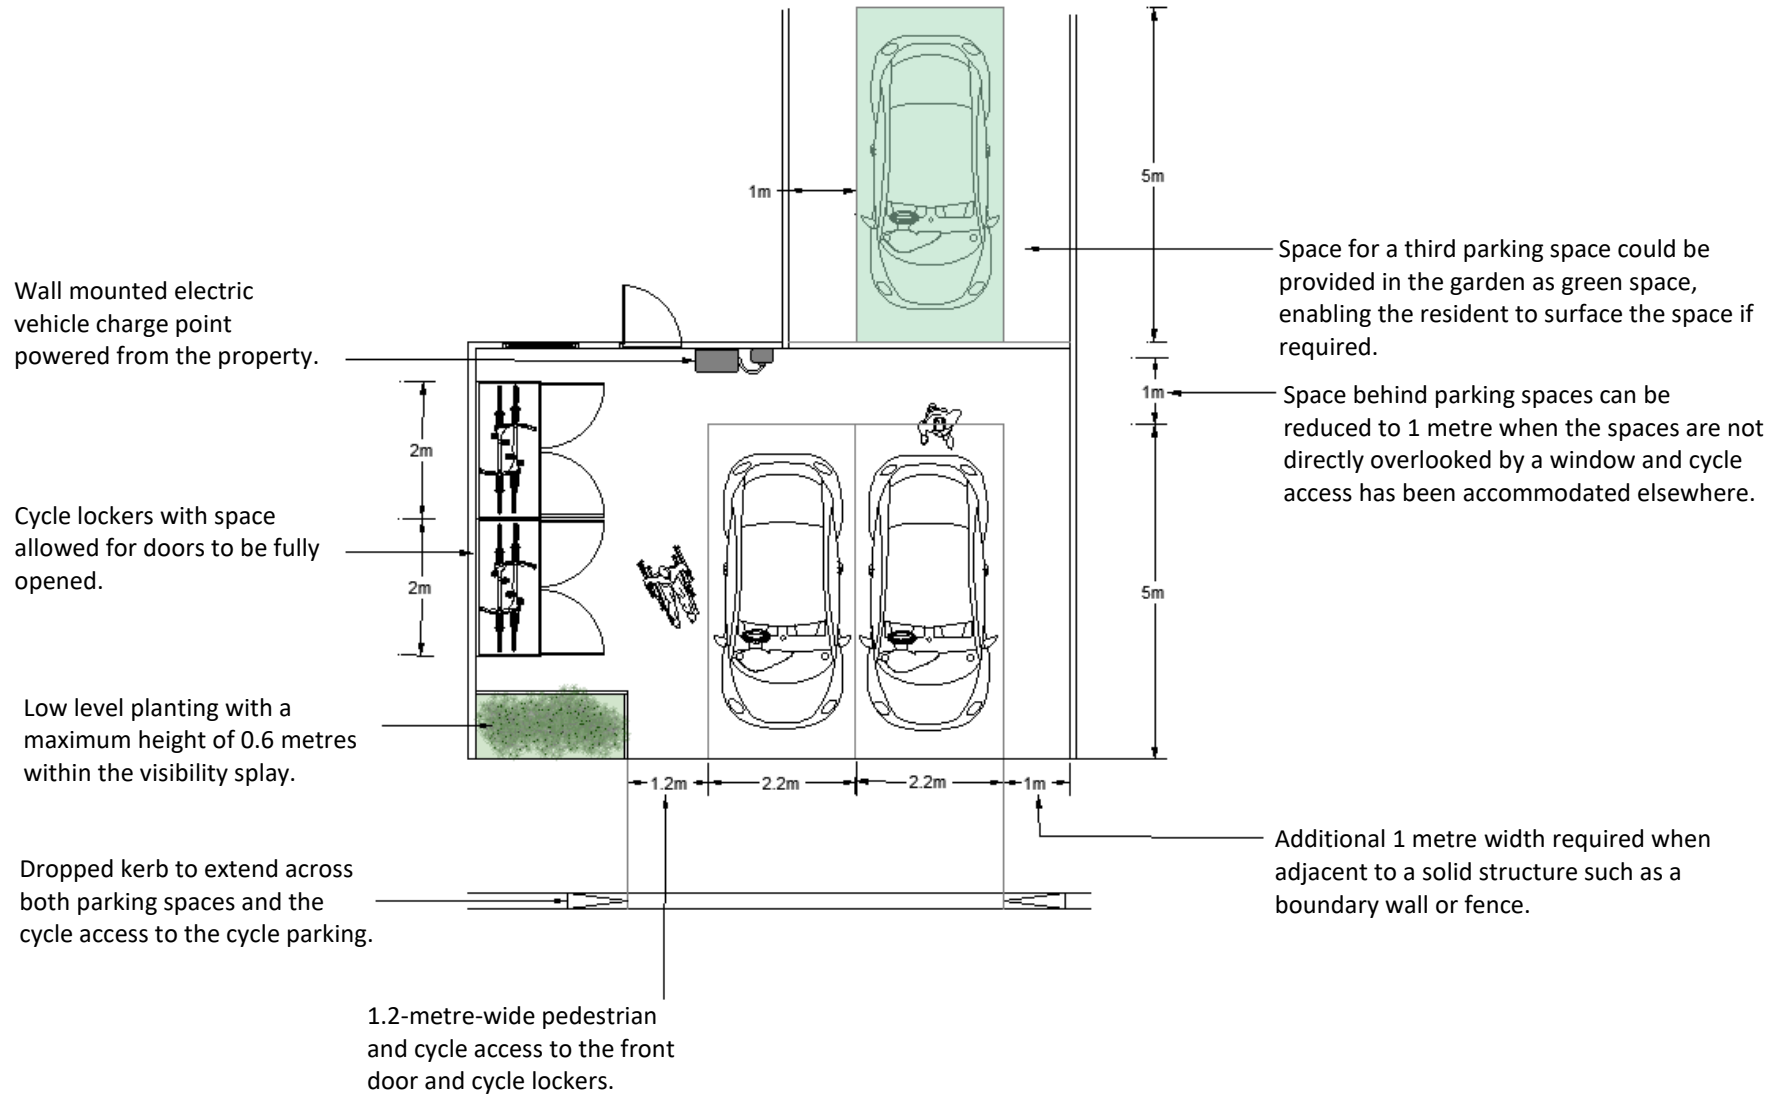 5m
1m
Space for a third parking space could be
provided in the garden as green space,
enabling the resident to surface the space if
required.
Wall mounted electric
vehicle charge point
powered from the property.
1m
Space behind parking spaces can be
reduced to 1 metre when the spaces are not
directly overlooked by a window and cycle
access has been accommodated elsewhere.
2m
Cycle lockers with space
allowed for doors to be fully
opened.
2m
5m
Low level planting with a
maximum height of 0.6 metres
within the visibility splay.
1.2m
2.2m
2.2m
1m
Additional 1 metre width required when
adjacent to a solid structure such as a
boundary wall or fence.
Dropped kerb to extend across
both parking spaces and the
cycle access to the cycle parking.
1.2-metre-wide pedestrian
and cycle access to the front
door and cycle lockers.